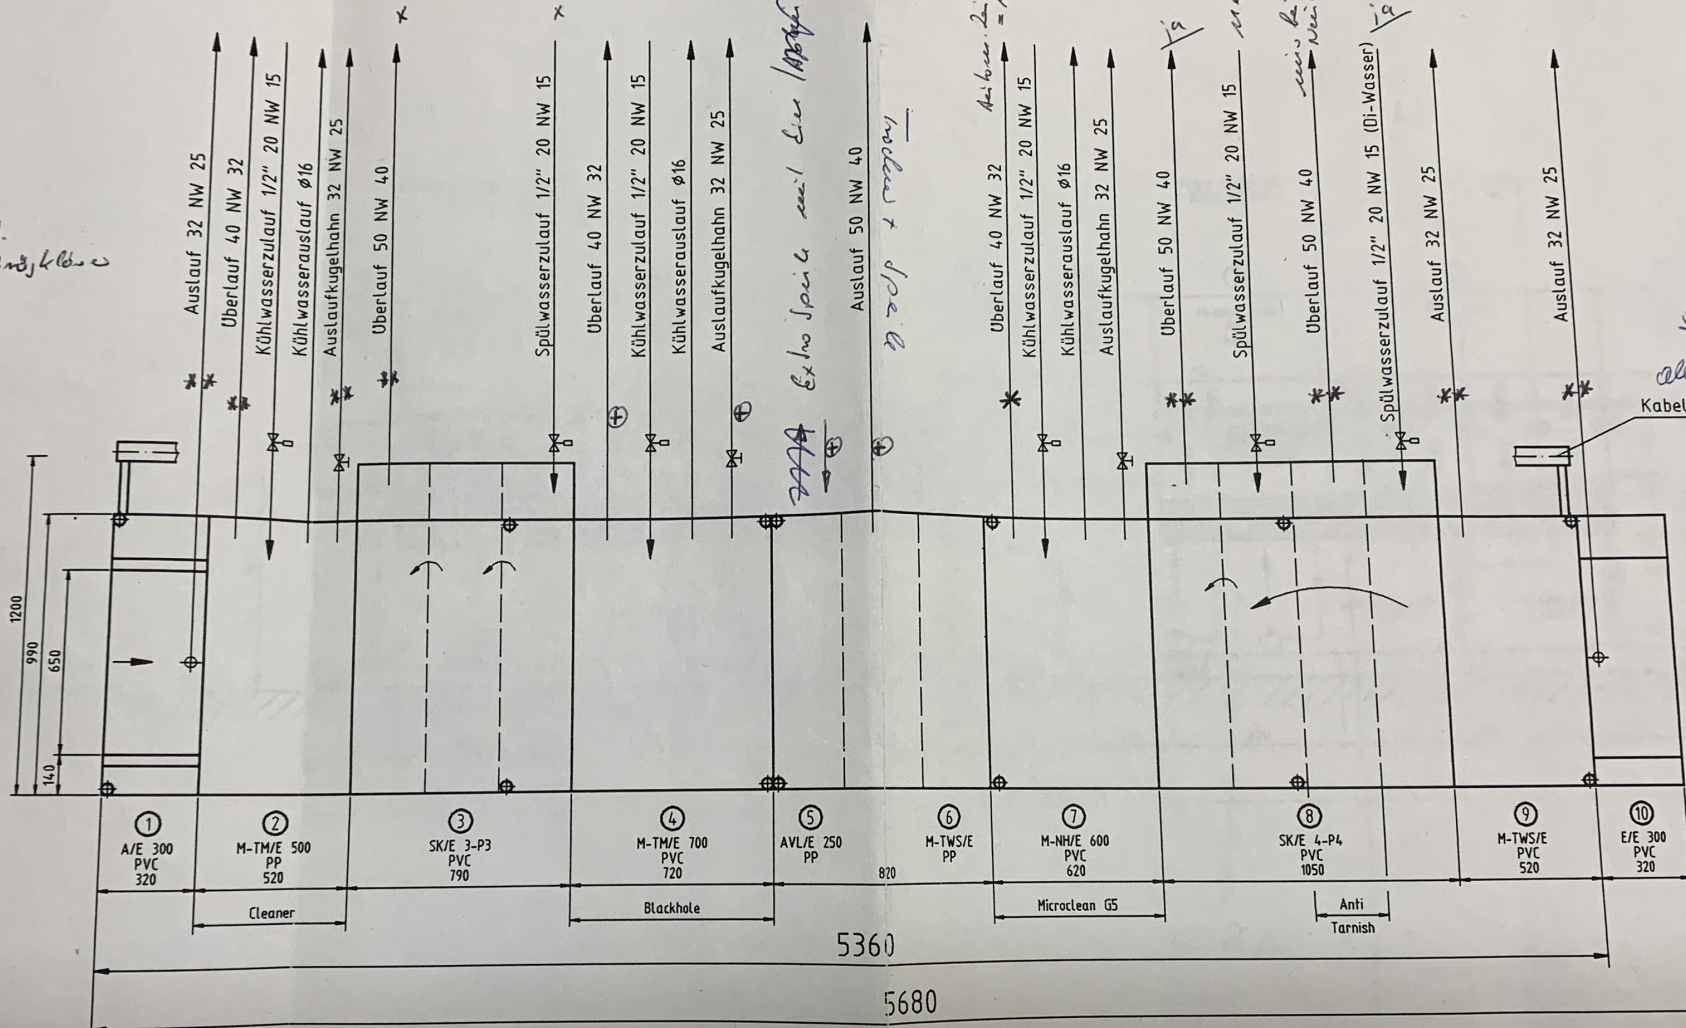 Auslauf 32 NW 25
Überlauf 40 NW 32
Kühlwasserzulauf 1/2" 20 NW 15
Kühlwasserauslauf ø16
Auslaufkugelhahn 32 NW 25
Überlauf 50 NW 40
Spülwasserzulauf 1/2" 20 NW 15
Überlauf 40 NW 32
Kühlwasserzulauf 1/2" 20 NW 15
Kühlwasserauslauf ø16
Auslaufkugelhahn 32 NW 25
Auslauf 50 NW 40
Überlauf 40 NW 32
Kühlwasserzulauf 1/2" 20 NW 15
Kühlwasserauslauf ø16
Auslaufkugelhahn 32 NW 25
ja
Überlauf 50 NW 40
Spülwasserzulauf 1/2" 20 NW 15
Überlauf 50 NW 40
ja
Spülwasserzulauf 1/2" 20 NW 15 (Di-Wasser)
Auslauf 32 NW 25
Auslauf 32 NW 25
Kabel
1200
990
650
140
1
A/E 300
PVC
320
2
M-TM/E 500
PP
520
Cleaner
3
SK/E 3-P3
PVC
790
4
M-TM/E 700
PVC
720
Blackhole
5
AVL/E 250
PP
6
M-TWS/E
PP
820
7
M-NH/E 600
PVC
620
Microclean G5
8
SK/E 4-P4
PVC
1050
Anti
Tarnish
9
M-TWS/E
PVC
520
10
E/E 300
PVC
320
5360
5680